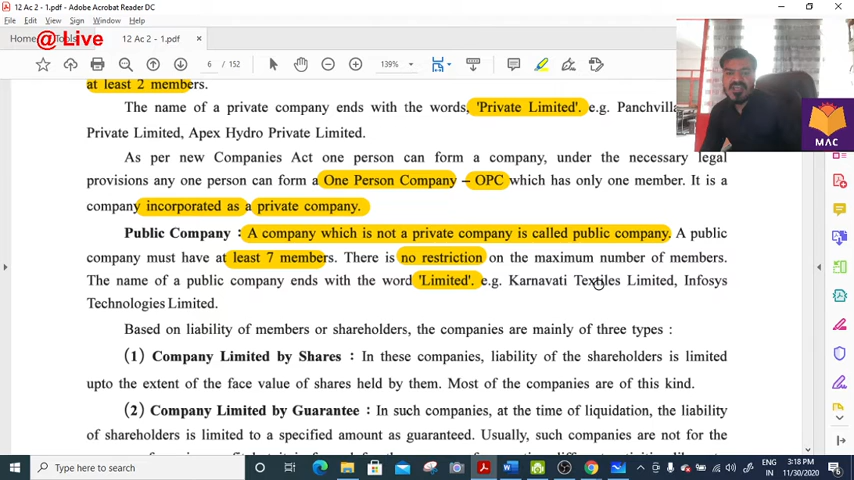 12 Ac 2 - 1.pdf - Adobe Acrobat Reader DC
File Edit View Sign Window Help
Home Tools 12 Ac 2 - 1.pdf ×
@ Live
6 / 152 139%
at least 2 members.
The name of a private company ends with the words, 'Private Limited'. e.g. Panchvilla
Private Limited, Apex Hydro Private Limited.
MAC
As per new Companies Act one person can form a company, under the necessary legal
provisions any one person can form a One Person Company – OPC which has only one member. It is a
company incorporated as a private company.
Public Company : A company which is not a private company is called public company. A public
company must have at least 7 members. There is no restriction on the maximum number of members.
The name of a public company ends with the word 'Limited'. e.g. Karnavati Textiles Limited, Infosys
Technologies Limited.
Based on liability of members or shareholders, the companies are mainly of three types :
(1) Company Limited by Shares : In these companies, liability of the shareholders is limited
upto the extent of the face value of shares held by them. Most of the companies are of this kind.
(2) Company Limited by Guarantee : In such companies, at the time of liquidation, the liability
of shareholders is limited to a specified amount as guaranteed. Usually, such companies are not for the
Type here to search
ENG
IN
3:18 PM
11/30/2020